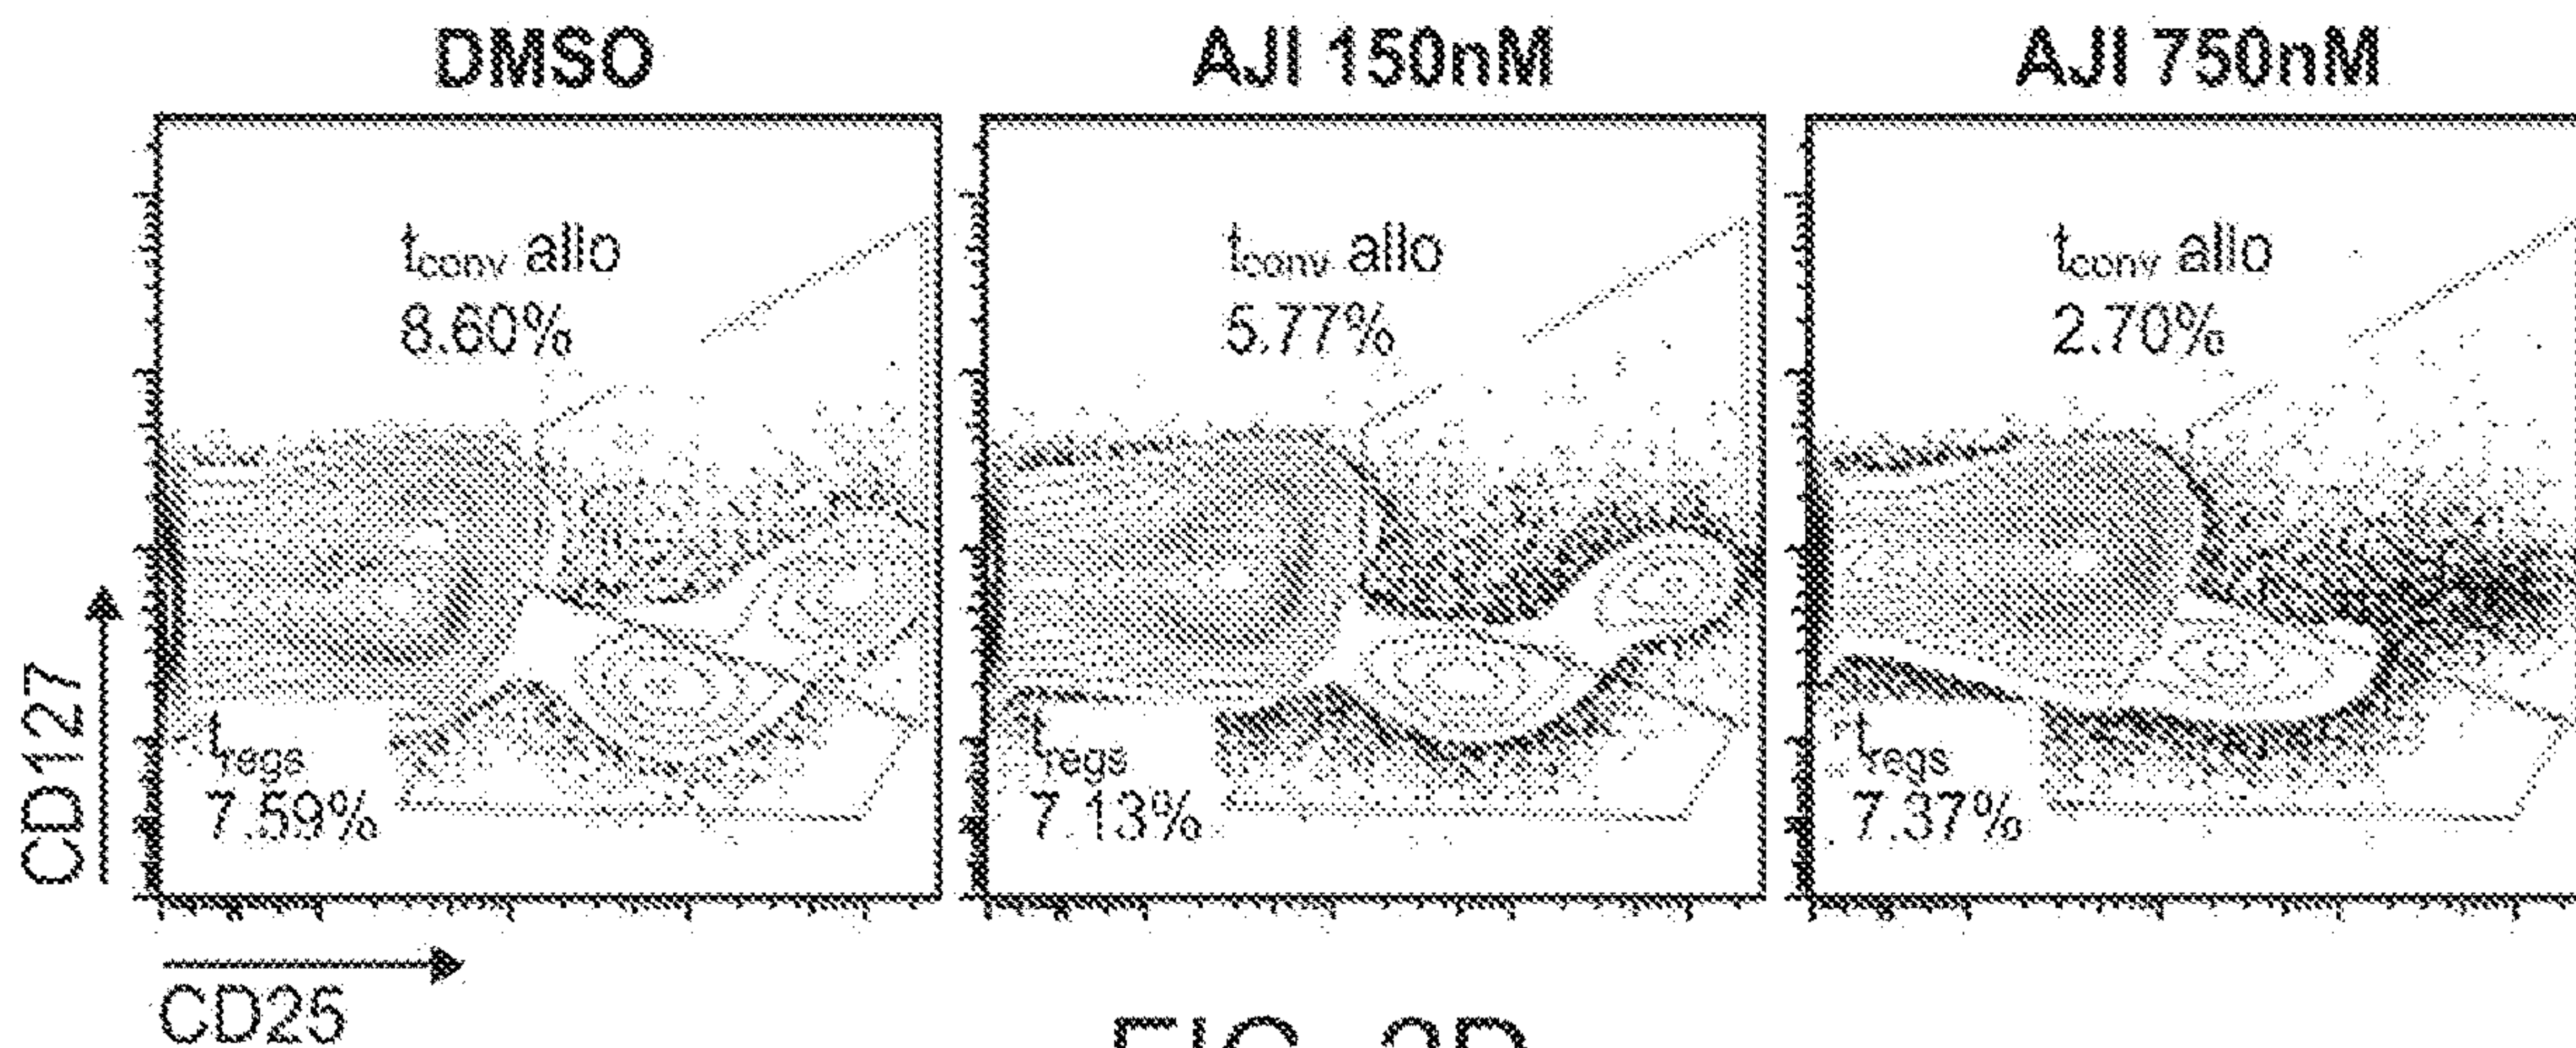 DMSO
AJI 150nM
AJI 750nM
tconv allo
8.60%
tconv allo
5.77%
tconv allo
2.70%
tregs
7.59%
tregs
7.13%
tregs
7.37%
CD127
CD25